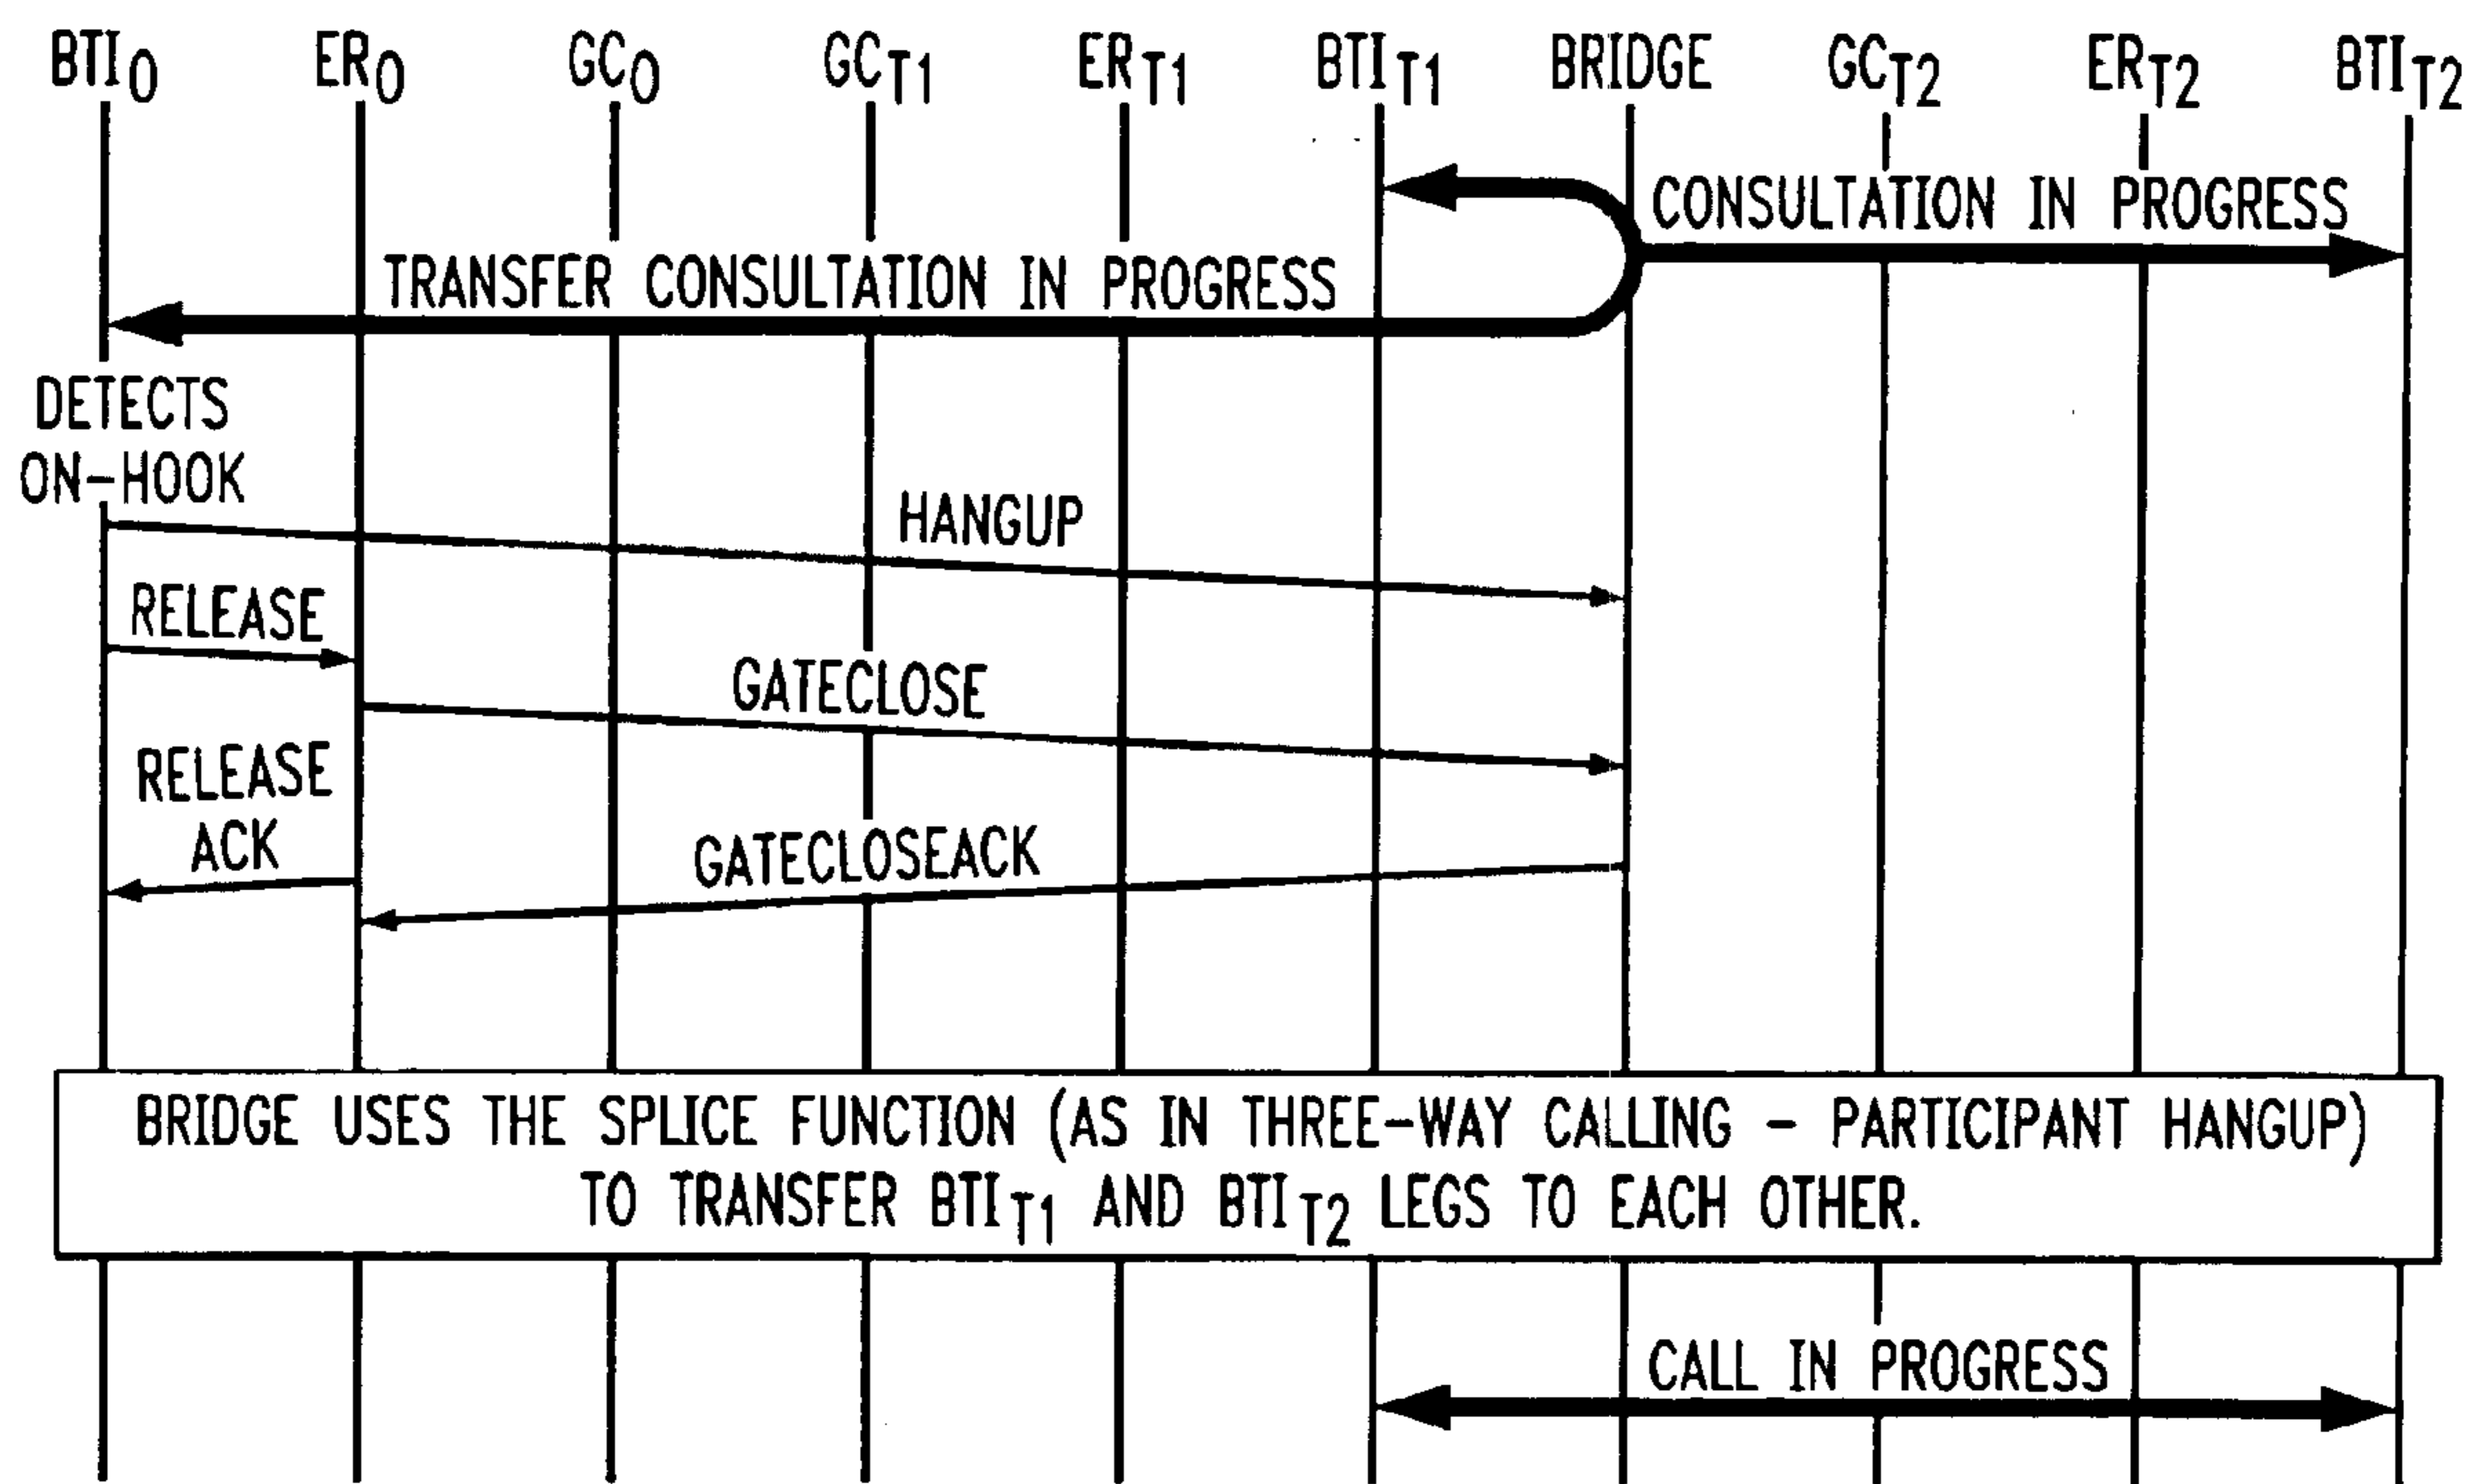 BTI0 ER0 GC0 GCT1 ERT1 BTIT1 BRIDGE GCT2 ERT2 BTIT2
CONSULTATION IN PROGRESS
TRANSFER CONSULTATION IN PROGRESS
DETECTS
ON-HOOK
HANGUP
RELEASE
GATECLOSE
RELEASE
ACK
GATECLOSEACK
BRIDGE USES THE SPLICE FUNCTION (AS IN THREE-WAY CALLING - PARTICIPANT HANGUP)
TO TRANSFER BTIT1 AND BTIT2 LEGS TO EACH OTHER.
CALL IN PROGRESS